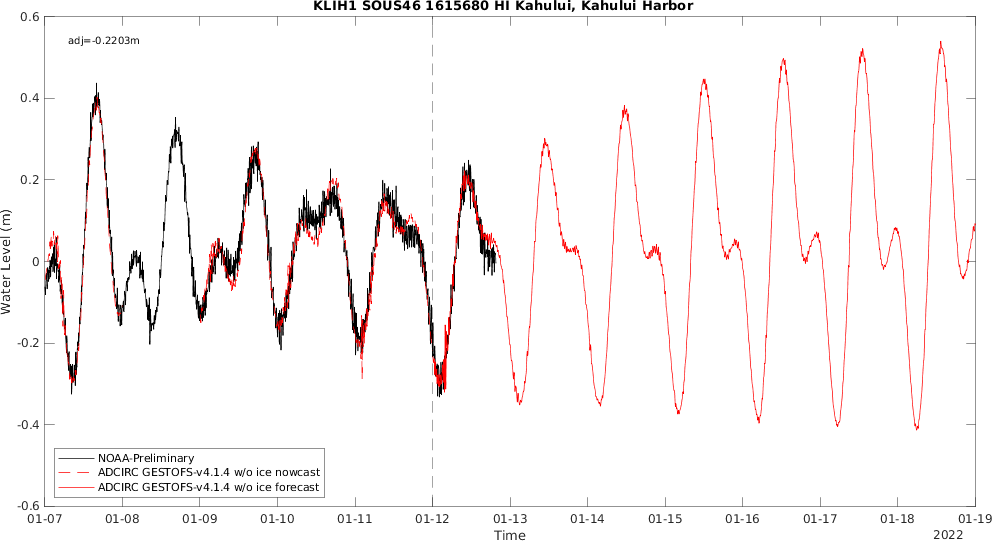 KLIH1 SOUS46 1615680 HI Kahului, Kahului Harbor
adj=-0.2203m
0.6
0.4
0.2
0
-0.2
-0.4
-0.6
Water Level (m)
NOAA-Preliminary
ADCIRC GESTOFS-v4.1.4 w/o ice nowcast
ADCIRC GESTOFS-v4.1.4 w/o ice forecast
01-07 01-08 01-09 01-10 01-11 01-12 01-13 01-14 01-15 01-16 01-17 01-18 01-19
Time
2022